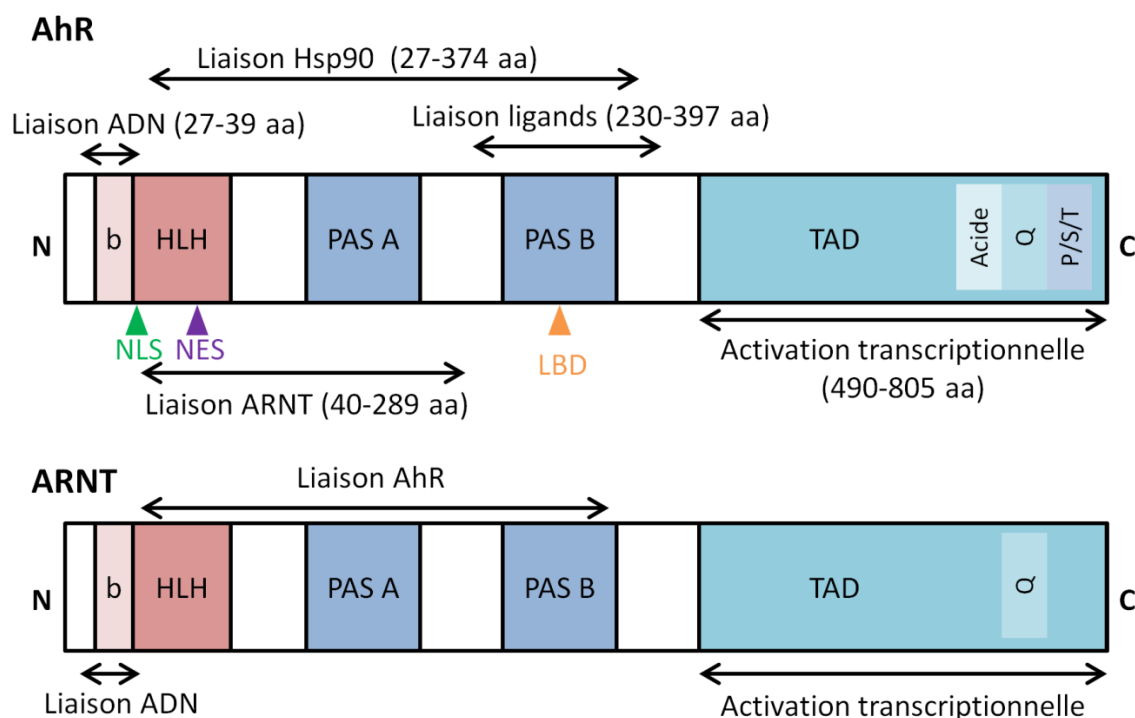 AhR
Liaison Hsp90 (27-374 aa)
Liaison ADN (27-39 aa)
Liaison ligands (230-397 aa)
N
b
HLH
PAS A
PAS B
TAD
Acide
Q
P/S/T
C
NLS
NES
LBD
Liaison ARNT (40-289 aa)
Activation transcriptionnelle
(490-805 aa)
ARNT
Liaison AhR
N
b
HLH
PAS A
PAS B
TAD
Q
C
Liaison ADN
Activation transcriptionnelle